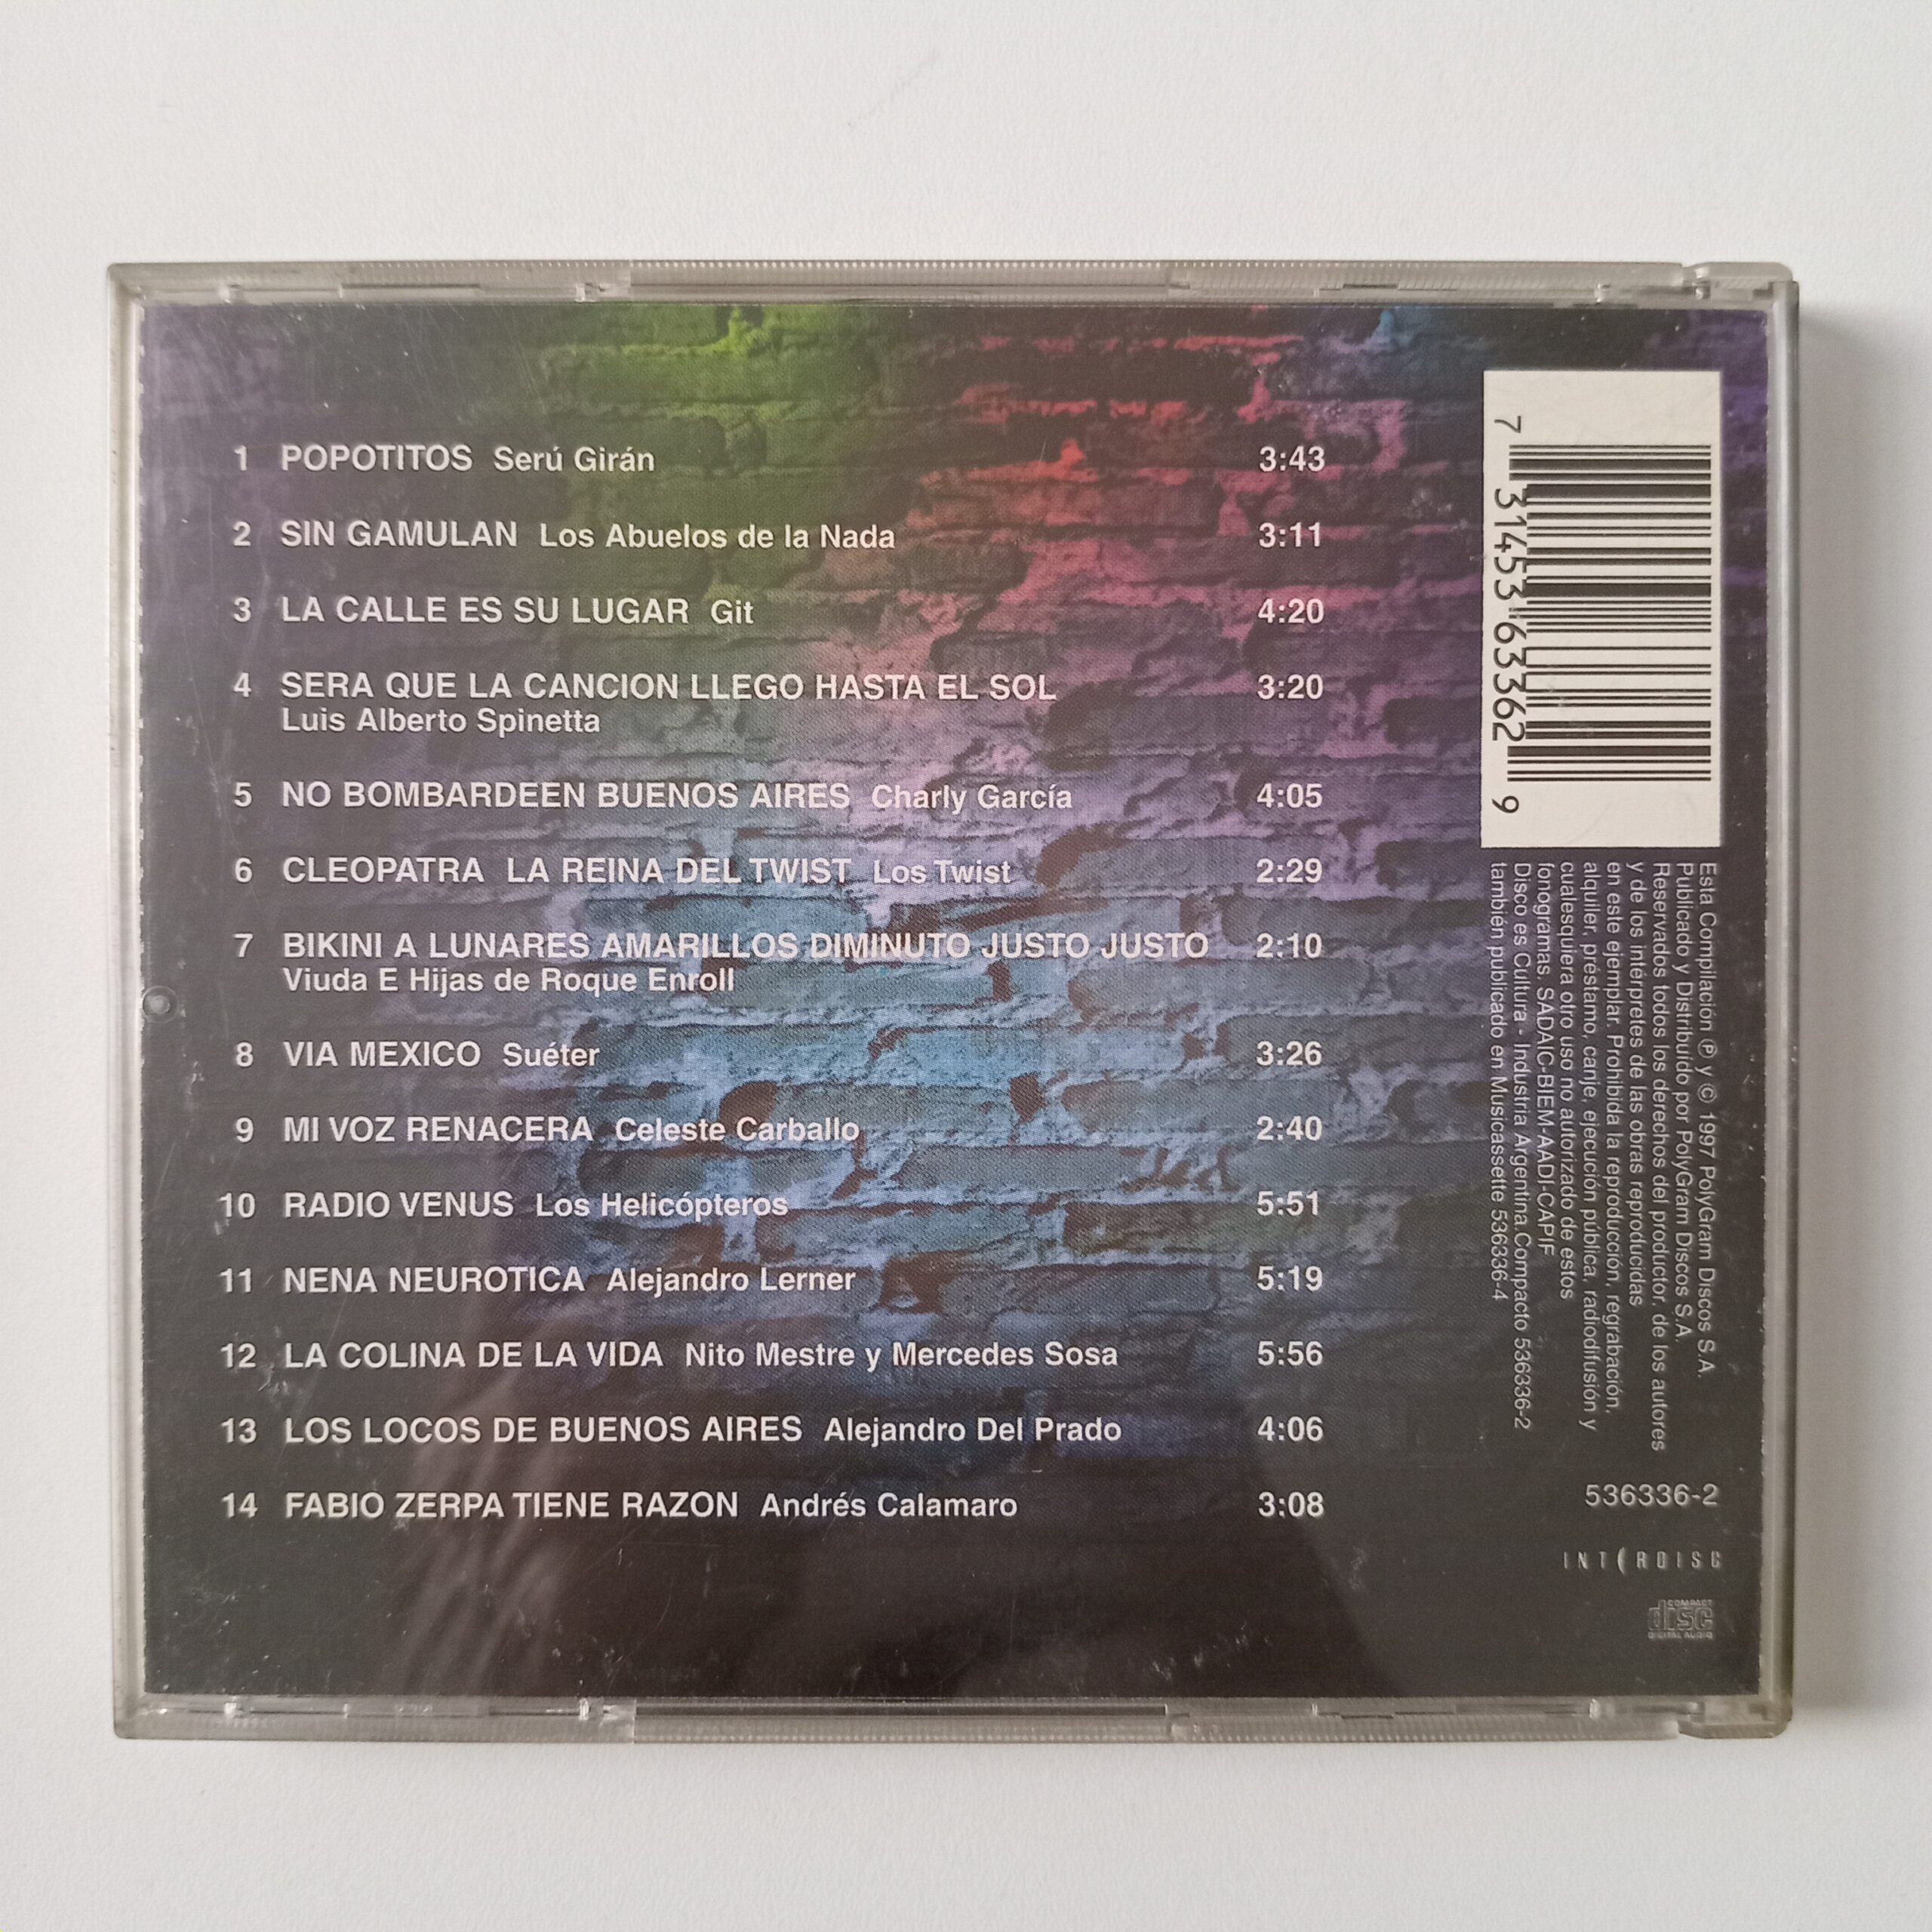 1 POPOTITOS Serú Girán 3:43
2 SIN GAMULAN Los Abuelos de la Nada 3:11
3 LA CALLE ES SU LUGAR Git 4:20
4 SERA QUE LA CANCION LLEGO HASTA EL SOL 3:20
Luis Alberto Spinetta
5 NO BOMBARDEEN BUENOS AIRES Charly García 4:05
6 CLEOPATRA LA REINA DEL TWIST Los Twist 2:29
7 BIKINI A LUNARES AMARILLOS DIMINUTO JUSTO JUSTO 2:10
Viuda E Hijas de Roque Enroll
8 VIA MEXICO Suéter 3:26
9 MI VOZ RENACERA Celeste Carballo 2:40
10 RADIO VENUS Los Helicópteros 5:51
11 NENA NEUROTICA Alejandro Lerner 5:19
12 LA COLINA DE LA VIDA Nito Mestre y Mercedes Sosa 5:56
13 LOS LOCOS DE BUENOS AIRES Alejandro Del Prado 4:06
14 FABIO ZERPA TIENE RAZON Andrés Calamaro 3:08
7 31453 63362 9
Esta Compilación ℗ y © 1997 PolyGram Discos S.A.
Publicado y Distribuído por PolyGram Discos S.A
Reservados todos los derechos del productor, de los autores
y de los intérpretes de las obras reproducidas
en este ejemplar. Prohibida la reproducción, regrabación,
alquiler, préstamo, canje, ejecución pública, radiodifusión y
cualesquiera otro uso no autorizado de estos
fonogramas. SADAIC-BIEM-AADI-CAPIF
Disco es Cultura - Industria Argentina.Compacto 536336-2
también publicado en Musicassette 536336-4
536336-2
INTERDISC
COMPACT
disc
DIGITAL AUDIO